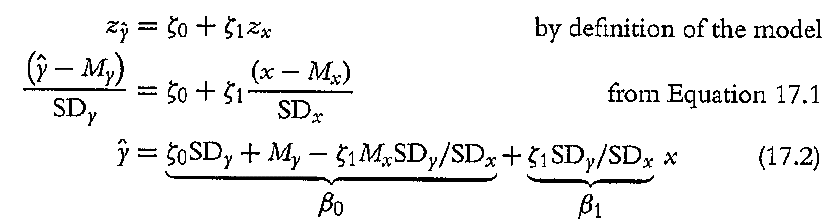 z_ŷ = ζ₀ + ζ₁z_x by definition of the model
(ŷ − M_y)/SD_y = ζ₀ + ζ₁ (x − M_x)/SD_x from Equation 17.1
ŷ = ζ₀SD_y + M_y − ζ₁M_xSD_y/SD_x + ζ₁SD_y/SD_x x (17.2)
β₀ β₁